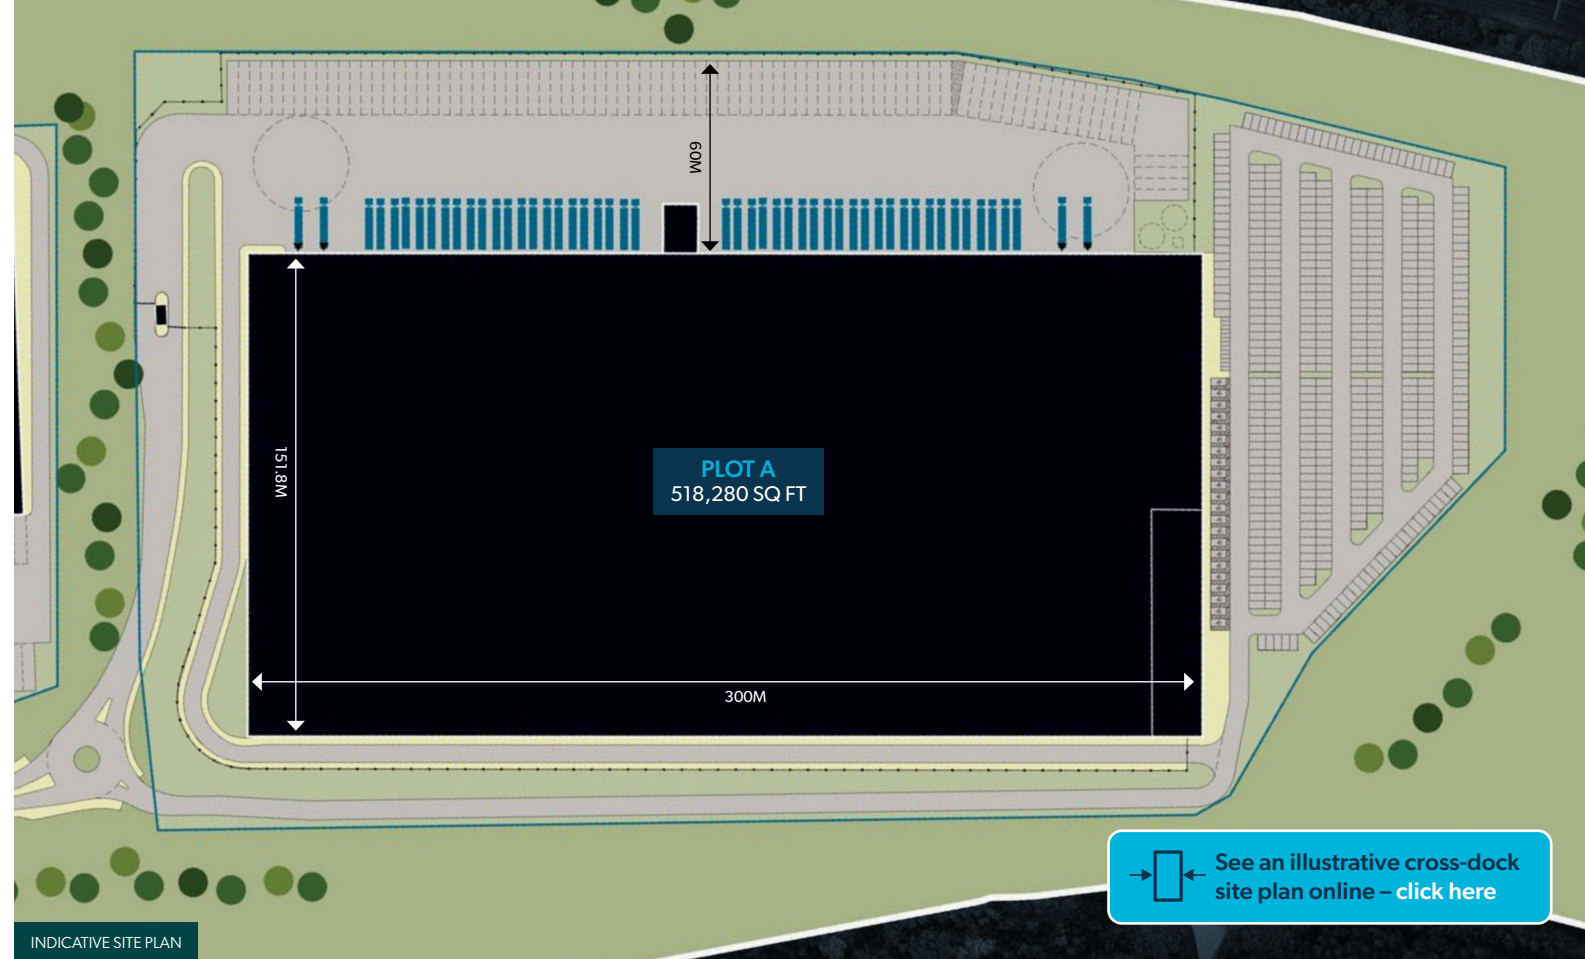 60M
151.8M
PLOT A
518,280 SQ FT
300M
See an illustrative cross-dock
site plan online – click here
INDICATIVE SITE PLAN